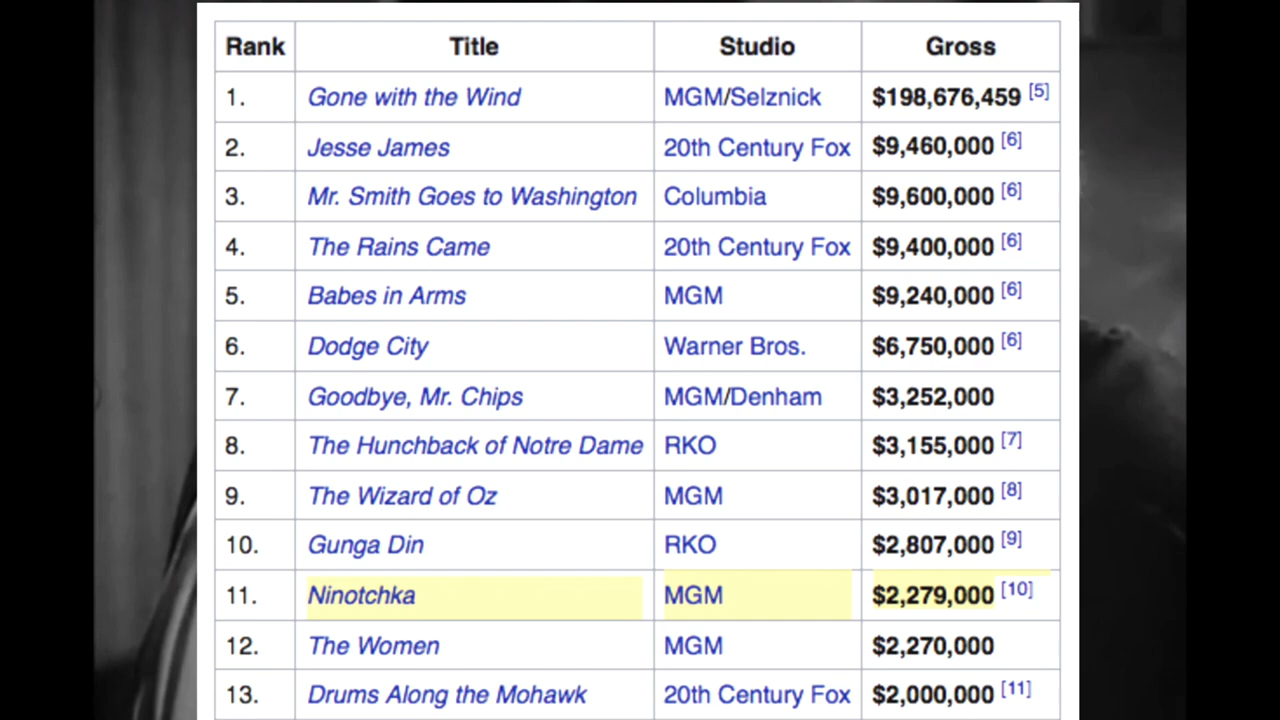 Rank Title Studio Gross
1. Gone with the Wind MGM/Selznick $198,676,459 [5]
2. Jesse James 20th Century Fox $9,460,000 [6]
3. Mr. Smith Goes to Washington Columbia $9,600,000 [6]
4. The Rains Came 20th Century Fox $9,400,000 [6]
5. Babes in Arms MGM $9,240,000 [6]
6. Dodge City Warner Bros. $6,750,000 [6]
7. Goodbye, Mr. Chips MGM/Denham $3,252,000
8. The Hunchback of Notre Dame RKO $3,155,000 [7]
9. The Wizard of Oz MGM $3,017,000 [8]
10. Gunga Din RKO $2,807,000 [9]
11. Ninotchka MGM $2,279,000 [10]
12. The Women MGM $2,270,000
13. Drums Along the Mohawk 20th Century Fox $2,000,000 [11]